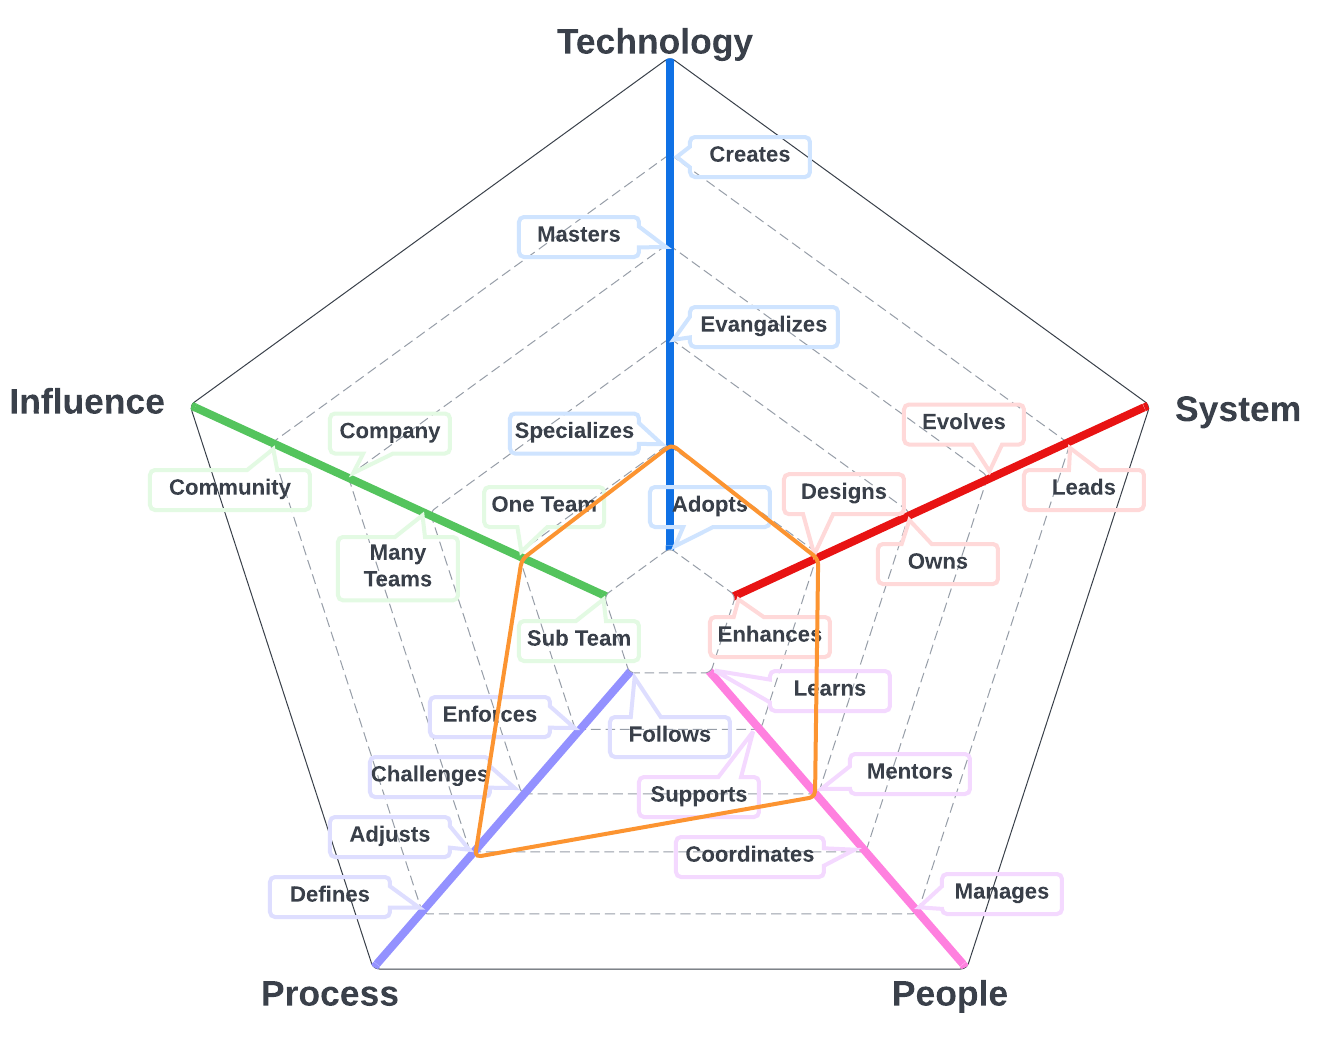 Technology
Creates
Masters
Evangalizes
Influence
System
Company
Specializes
Evolves
Community
One Team
Adopts
Designs
Leads
Many
Teams
Owns
Sub Team
Enhances
Learns
Enforces
Follows
Challenges
Supports
Mentors
Adjusts
Coordinates
Defines
Manages
Process
People